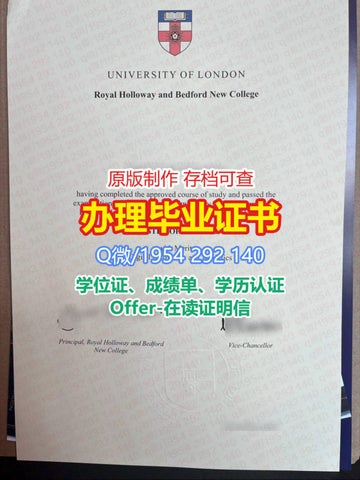 UNIVERSITY OF LONDON
Royal Holloway and Bedford New College
原版制作 存档可查
having completed the approved course of study and passed the
办理毕业证书
Q微/1954 292 140
学位证、成绩单、学历认证
Offer-在读证明信
Principal, Royal Holloway and Bedford
New College
Vice-Chancellor